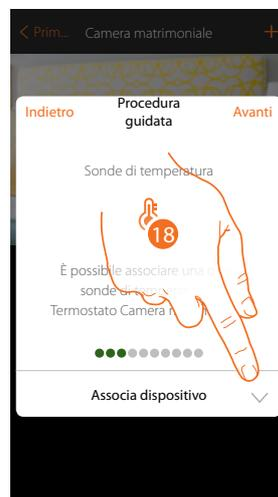 < Prim... Camera matrimoniale +
Indietro Procedura guidata Avanti
Sonde di temperatura
18
È possibile associare una
sonde di
Termostato Camera
Associa dispositivo